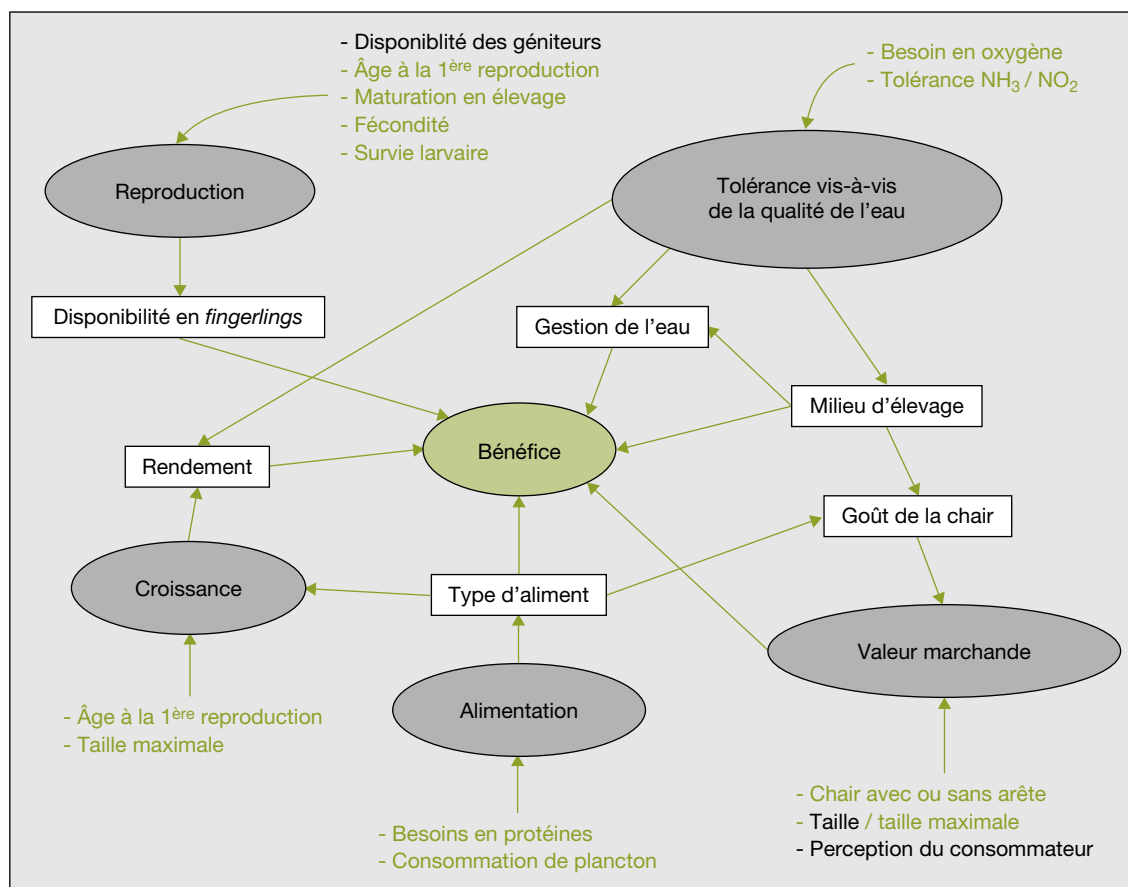 - Disponiblité des géniteurs
- Âge à la 1ère reproduction
- Maturation en élevage
- Fécondité
- Survie larvaire
- Besoin en oxygène
- Tolérance NH₃ / NO₂
Reproduction
Tolérance vis-à-vis
de la qualité de l’eau
Disponibilité en fingerlings
Gestion de l’eau
Milieu d’élevage
Bénéfice
Rendement
Goût de la chair
Croissance
Type d’aliment
Valeur marchande
Alimentation
- Âge à la 1ère reproduction
- Taille maximale
- Besoins en protéines
- Consommation de plancton
- Chair avec ou sans arête
- Taille / taille maximale
- Perception du consommateur